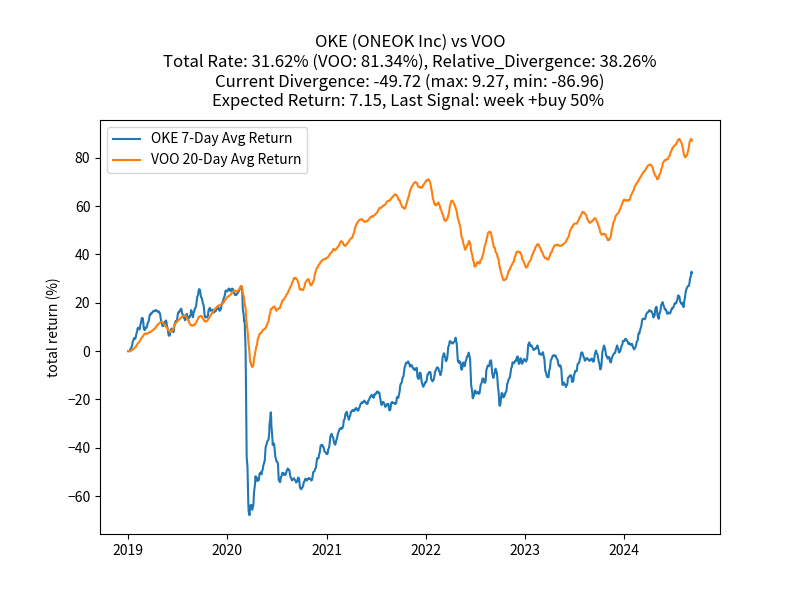 OKE (ONEOK Inc) vs VOO
Total Rate: 31.62% (VOO: 81.34%), Relative_Divergence: 38.26%
Current Divergence: -49.72 (max: 9.27, min: -86.96)
Expected Return: 7.15, Last Signal: week +buy 50%
OKE 7-Day Avg Return
VOO 20-Day Avg Return
total return (%)
80
60
40
20
0
−20
−40
−60
2019 2020 2021 2022 2023 2024